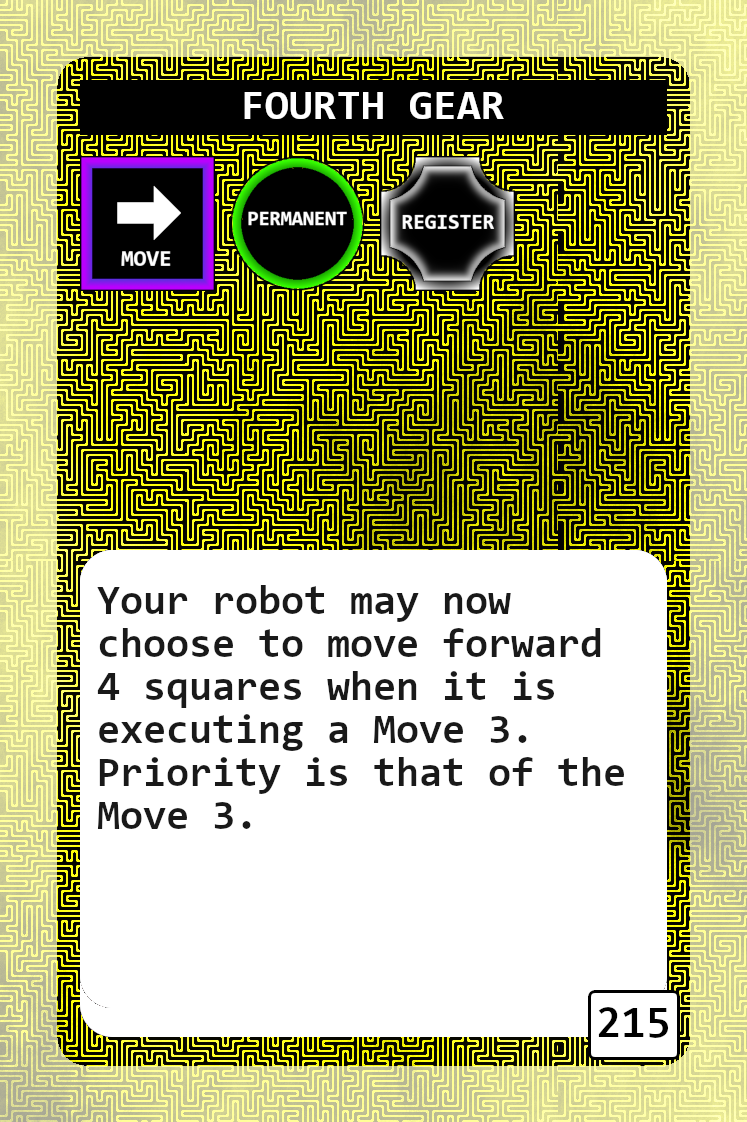 FOURTH GEAR
MOVE
PERMANENT
REGISTER
Your robot may now
choose to move forward
4 squares when it is
executing a Move 3.
Priority is that of the
Move 3.
215